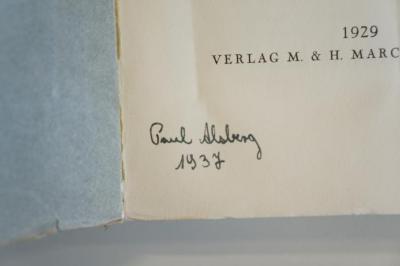 1929
VERLAG M. & H. MARC
Paul Alsberg
1937